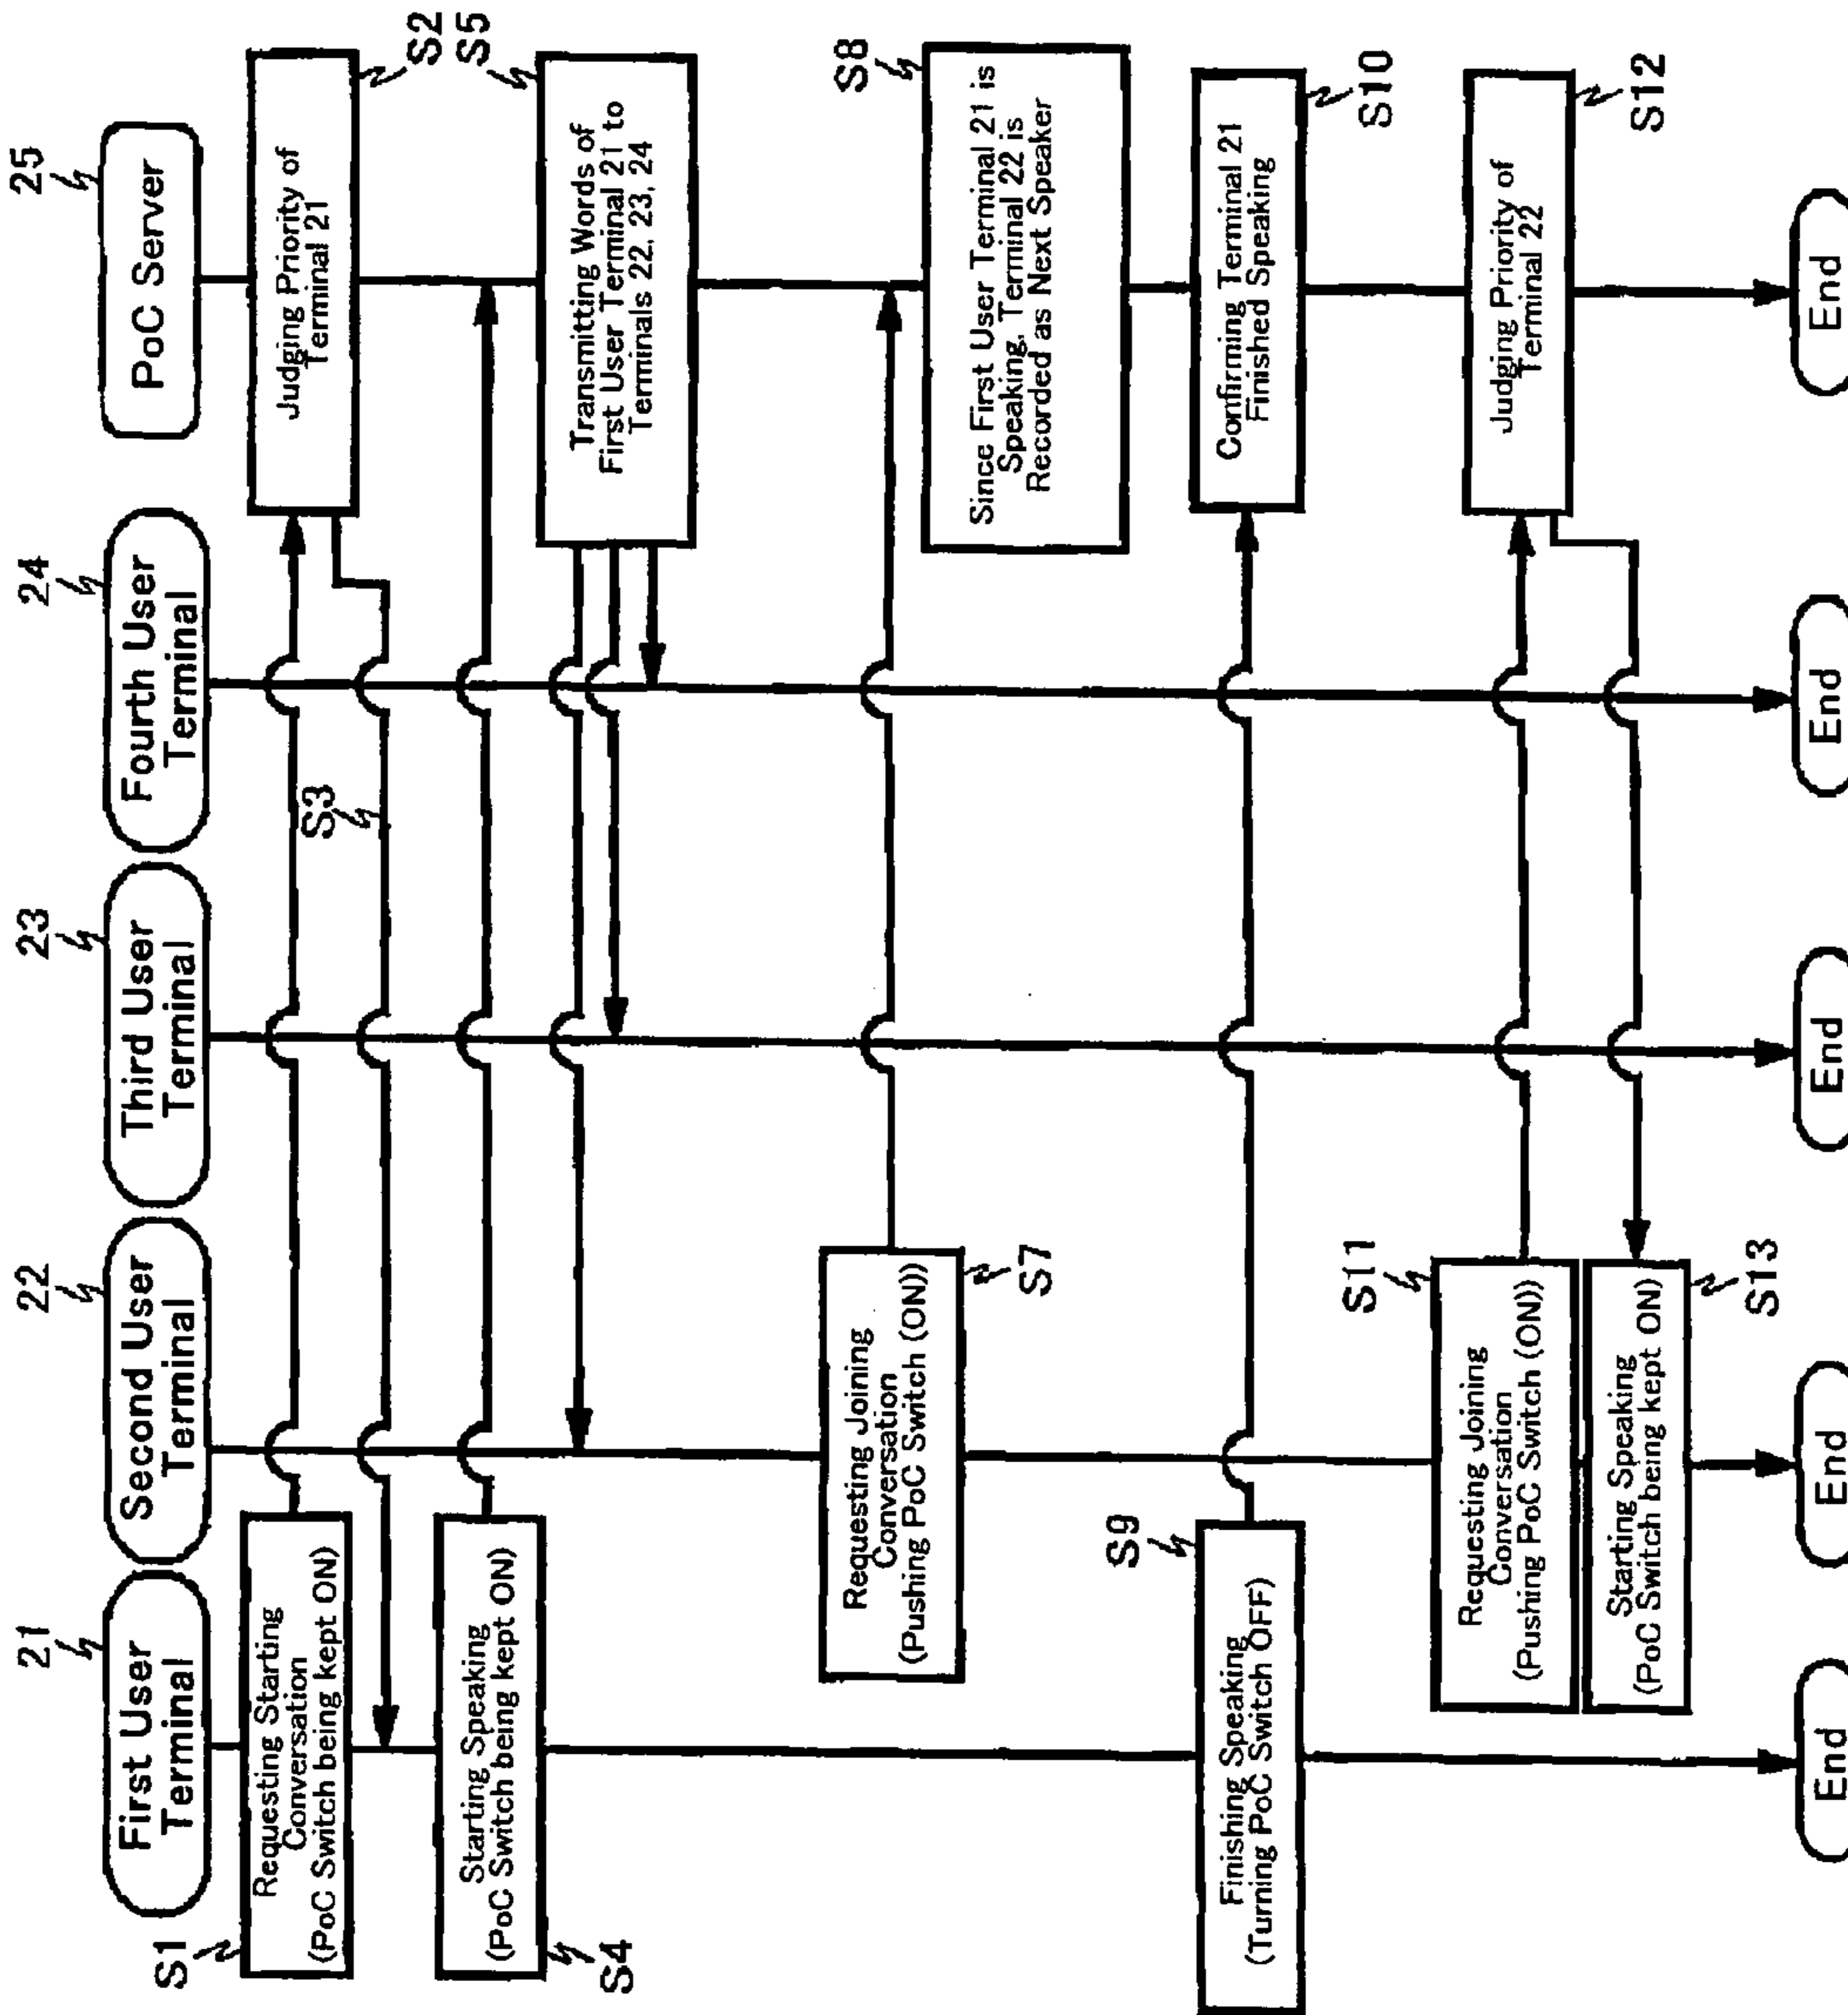 21
First User
Terminal
22
Second User
Terminal
23
Third User
Terminal
24
Fourth User
Terminal
25
PoC Server
S1
Requesting Starting
Conversation
(PoC Switch being kept ON)
Judging Priority of
Terminal 21
S2
S3
S4
Starting Speaking
(PoC Switch being kept ON)
S5
Transmitting Words of
First User Terminal 21 to
Terminals 22, 23, 24
Requesting Joining
Conversation
(Pushing PoC Switch (ON))
S7
S8
Since First User Terminal 21 is
Speaking, Terminal 22 is
Recorded as Next Speaker
S9
Finishing Speaking
(Turning PoC Switch OFF)
Confirming Terminal 21
Finished Speaking
S10
S11
Requesting Joining
Conversation
(Pushing PoC Switch (ON))
Judging Priority of
Terminal 22
S12
Starting Speaking
(PoC Switch being kept ON)
S13
End
End
End
End
End